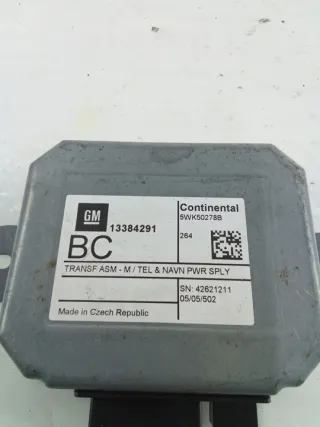 GM 13384291
BC
Continental
5WK50278B
264
TRANSF ASM - M / TEL & NAVN PWR SPLY
SN: 42621211
05/05/502
Made in Czech Republic